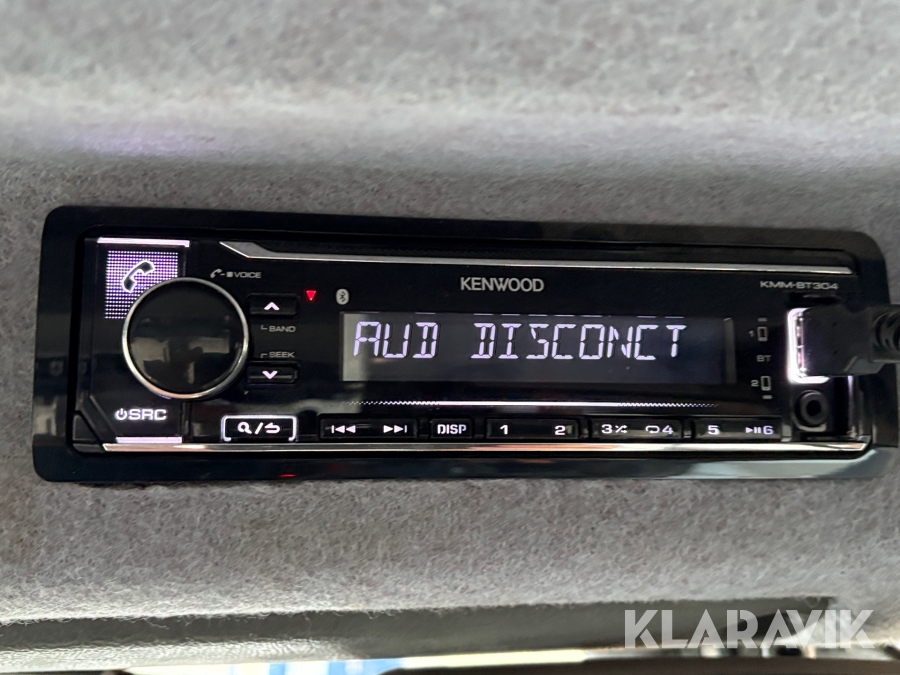 KENWOOD
KMM-BT304
VOICE
BAND
SEEK
AUD DISCONCT
1
BT
2
SRC
DISP 1 2 3 4 5 6
KLARAVIK